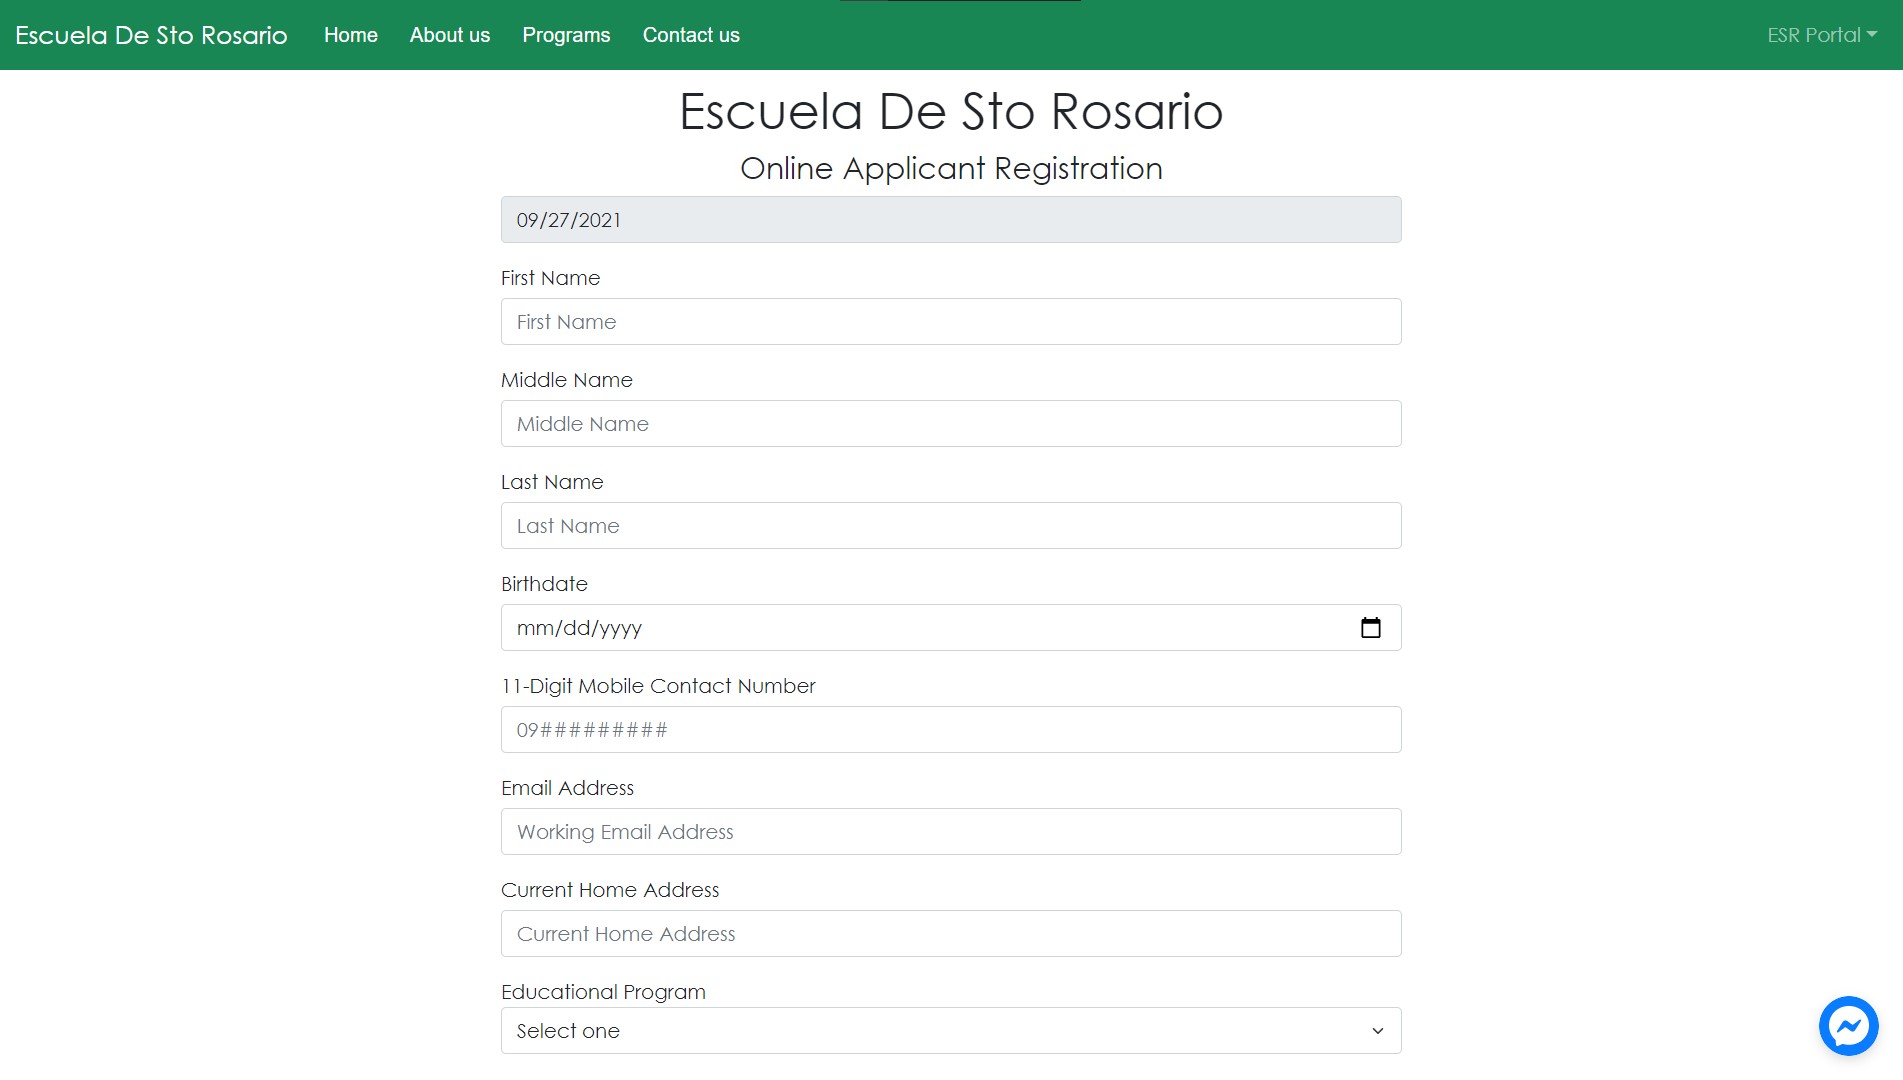 Escuela De Sto Rosario Home About us Programs Contact us ESR Portal
Escuela De Sto Rosario
Online Applicant Registration
09/27/2021
First Name
First Name
Middle Name
Middle Name
Last Name
Last Name
Birthdate
mm/dd/yyyy
11-Digit Mobile Contact Number
09#########
Email Address
Working Email Address
Current Home Address
Current Home Address
Educational Program
Select one